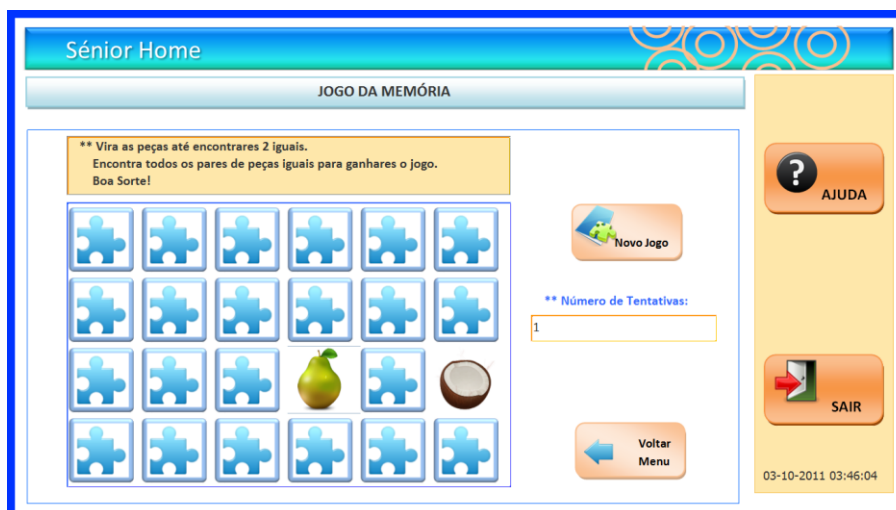 Sénior Home
JOGO DA MEMÓRIA
** Vira as peças até encontrares 2 iguais.
Encontra todos os pares de peças iguais para ganhares o jogo.
Boa Sorte!
Novo Jogo
** Número de Tentativas:
1
Voltar
Menu
?
AJUDA
SAIR
03-10-2011 03:46:04